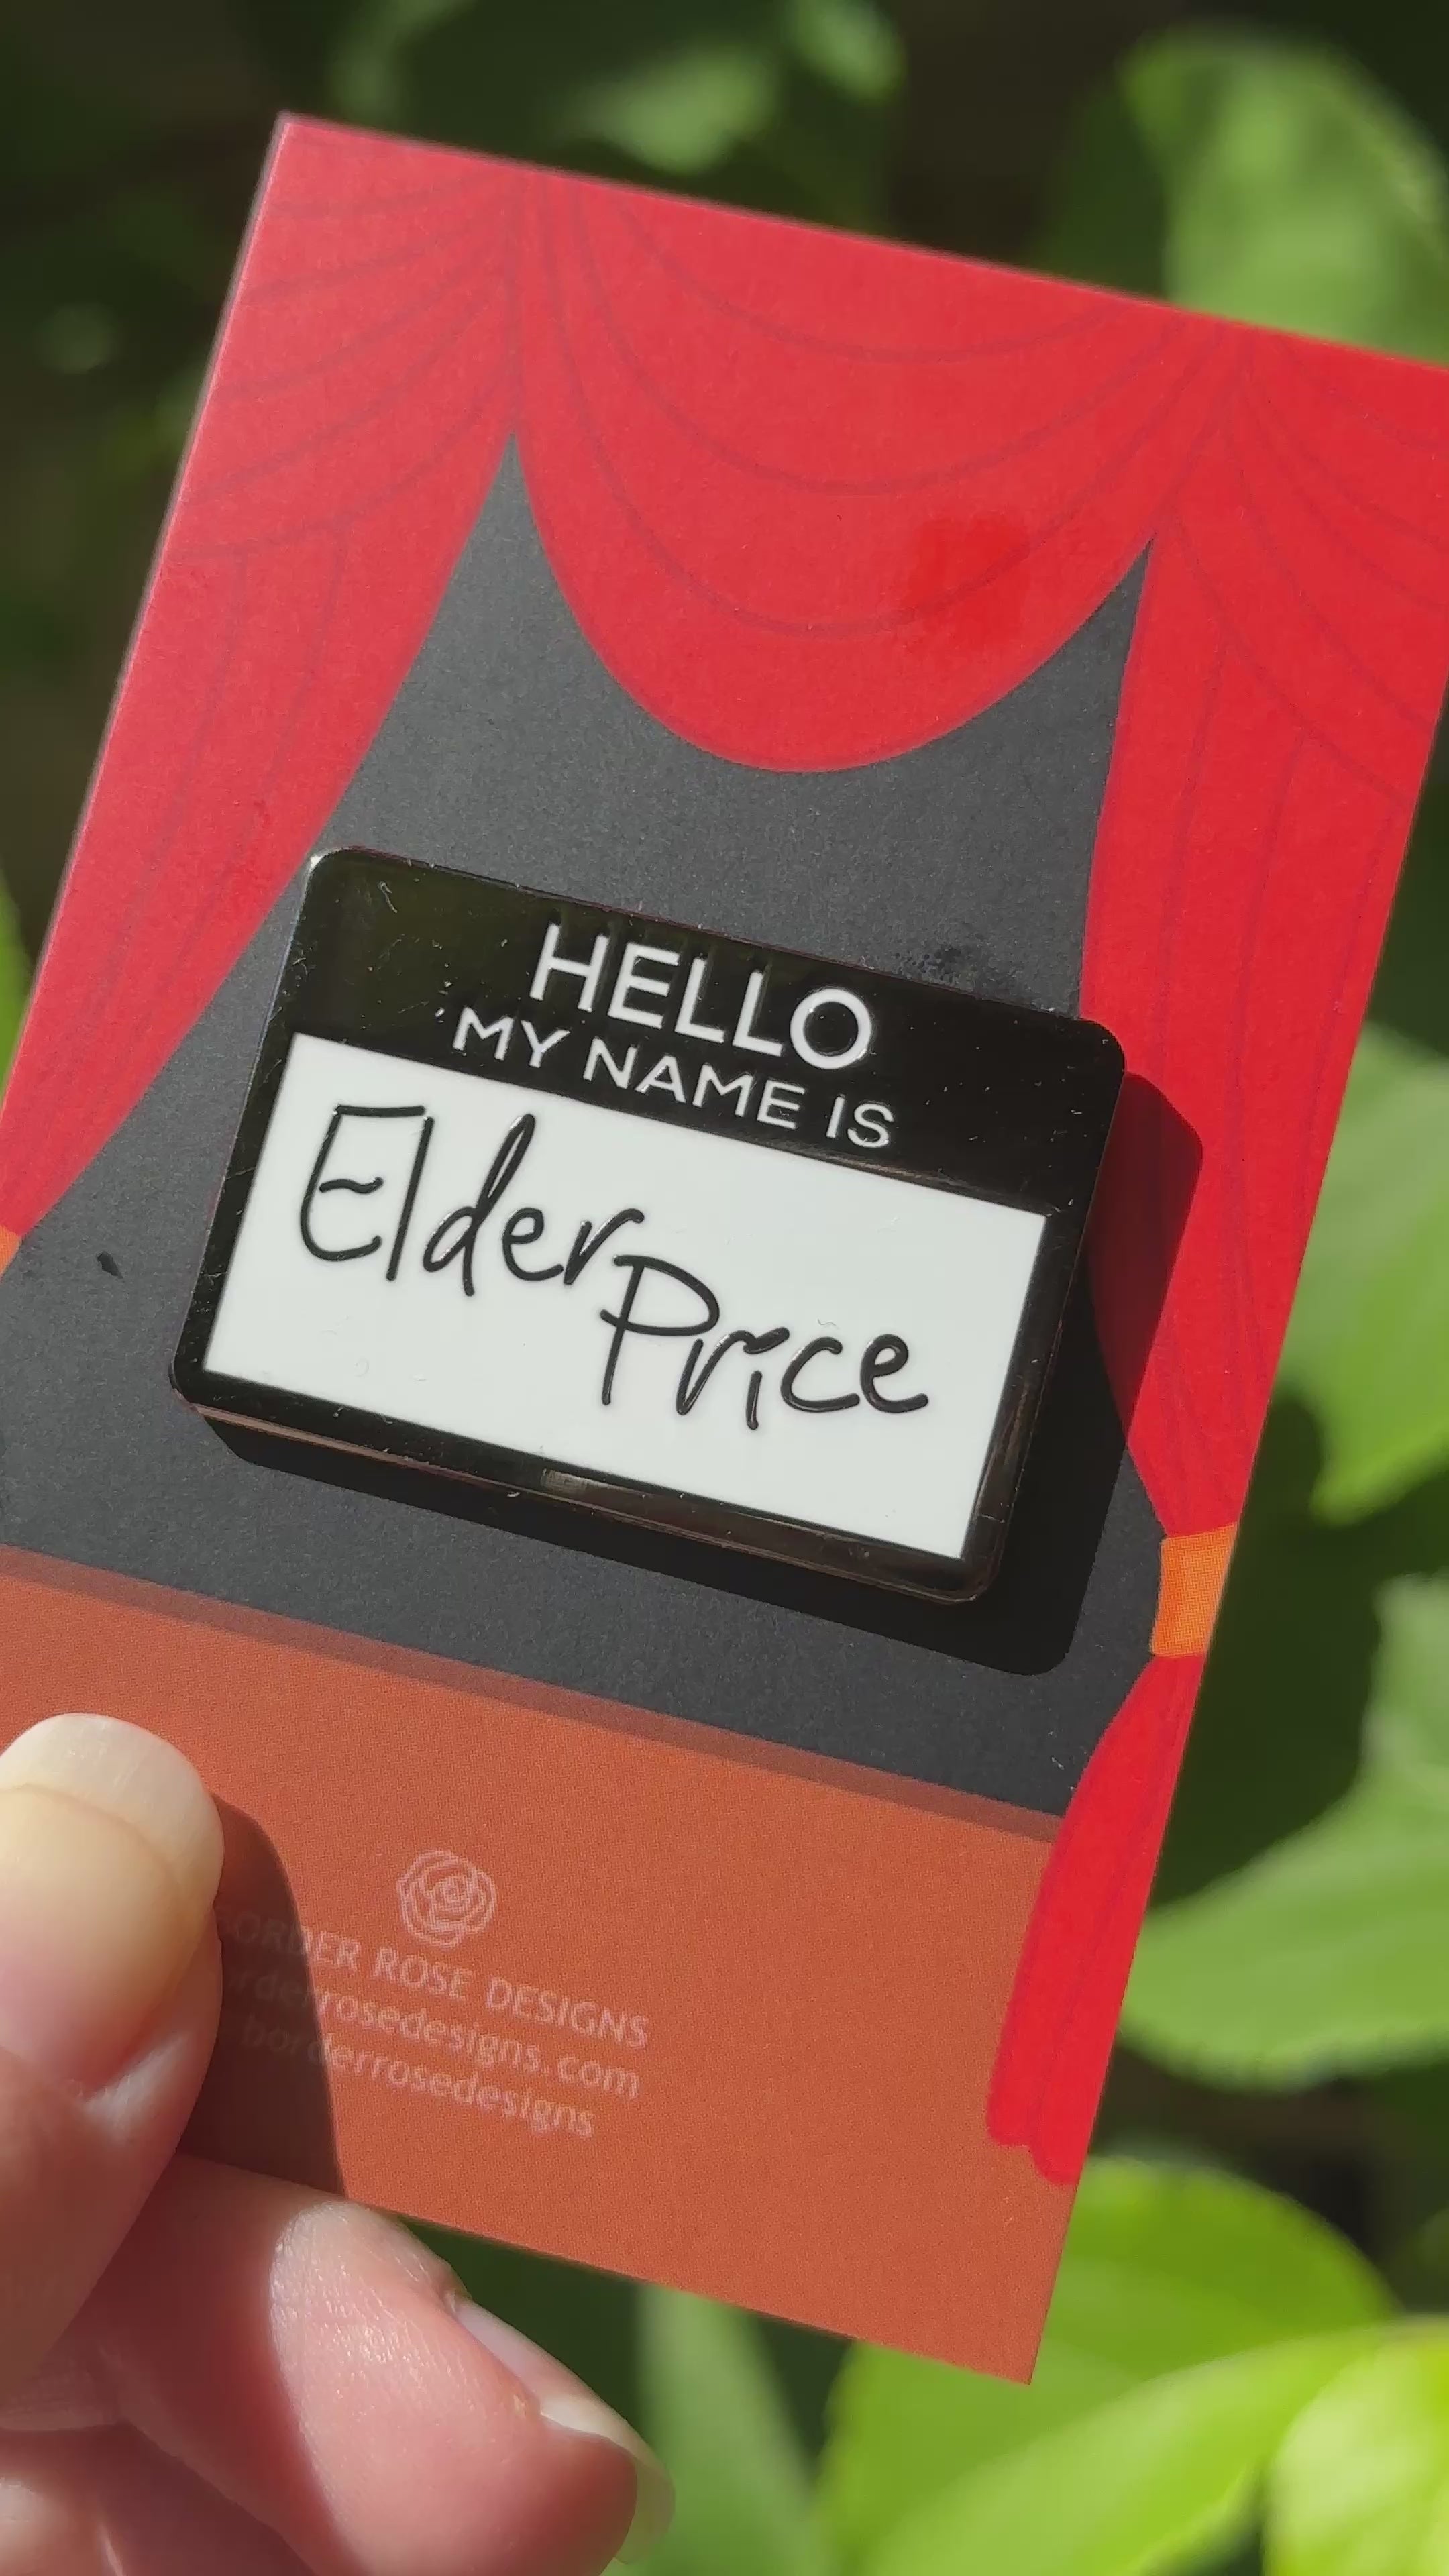 HELLO
MY NAME IS
Elder
Price
BORDER ROSE DESIGNS
borderrosedesigns.com
borderrosedesigns